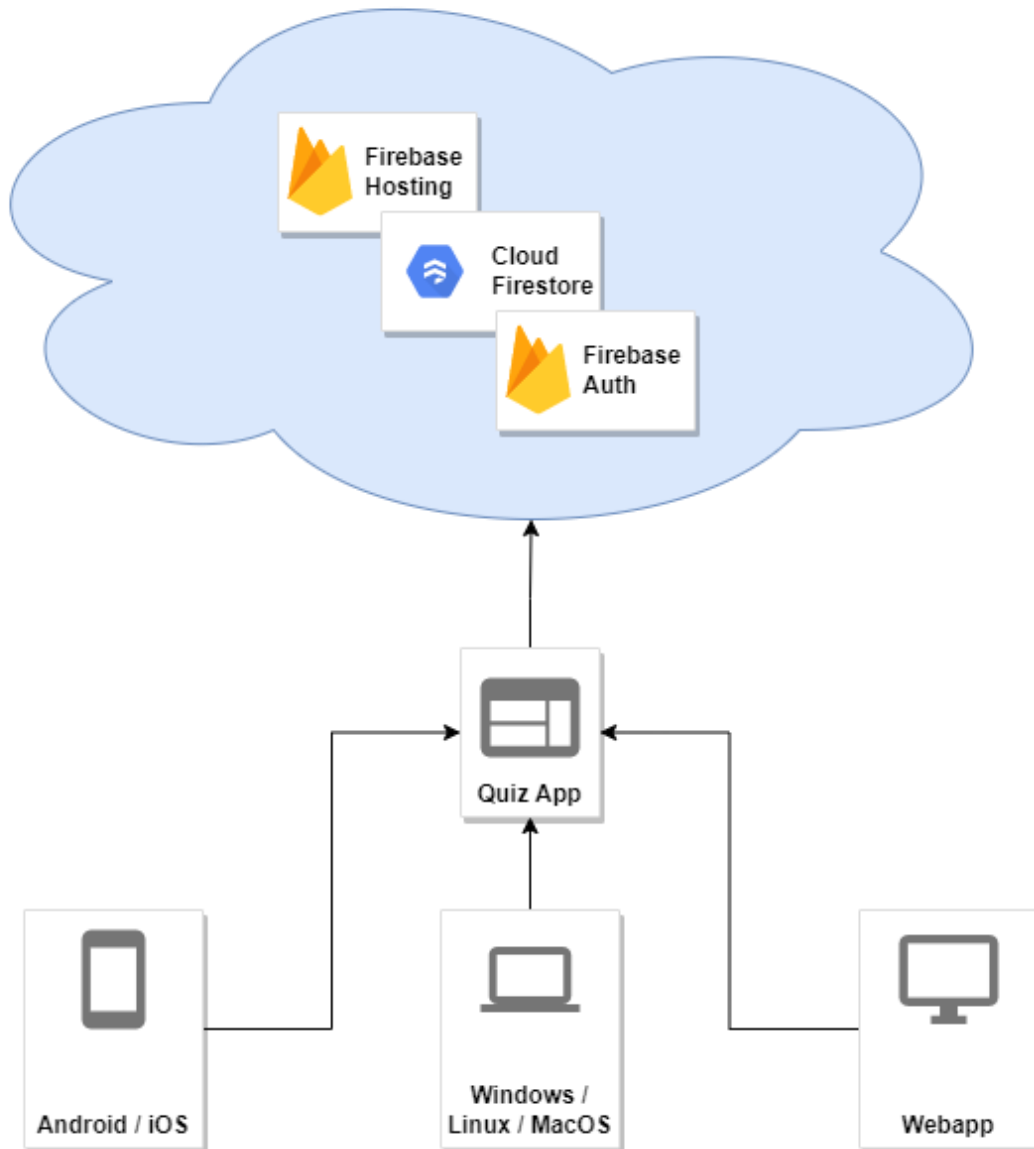 Firebase
Hosting
Cloud
Firestore
Firebase
Auth
Quiz App
Android / iOS
Windows /
Linux / MacOS
Webapp